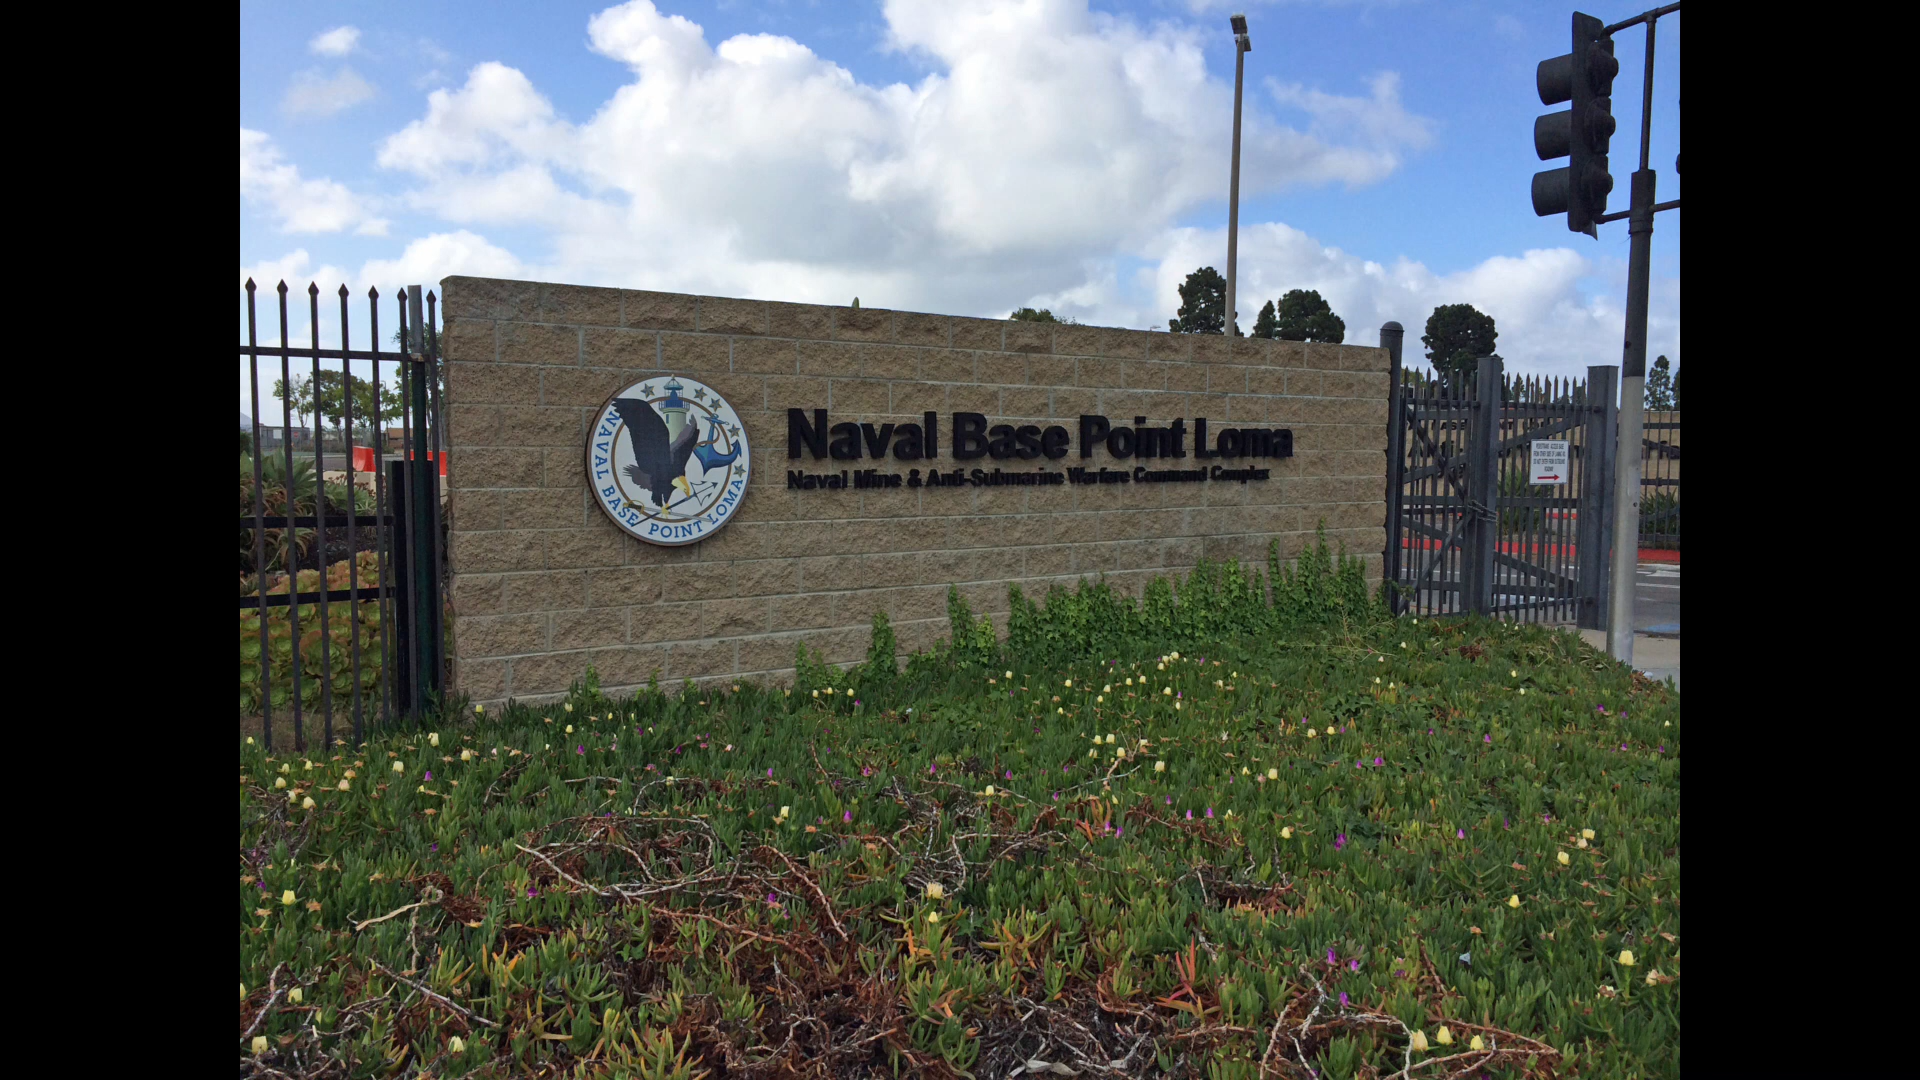 NAVAL BASE POINT LOMA
Naval Base Point Loma
Naval Mine & Anti-Submarine Warfare Command Complex